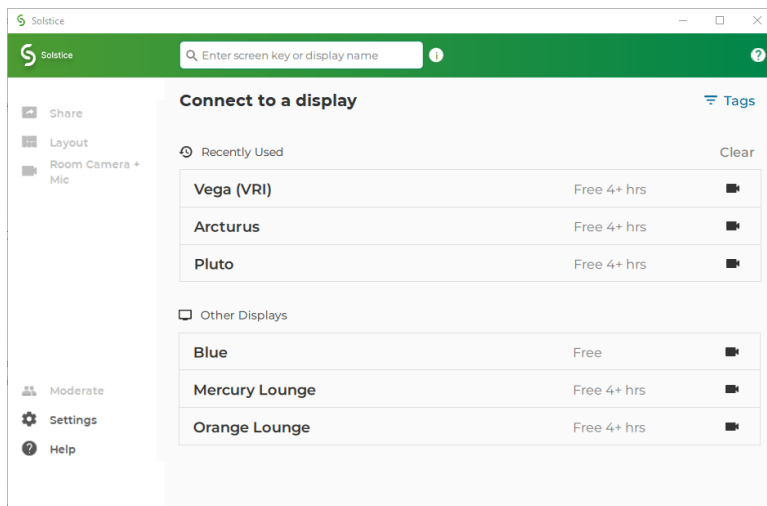 Solstice
Solstice
Enter screen key or display name
Share
Layout
Room Camera +
Mic
Moderate
Settings
Help
Connect to a display
Tags
Recently Used
Clear
Vega (VRI) Free 4+ hrs
Arcturus Free 4+ hrs
Pluto Free 4+ hrs
Other Displays
Blue Free
Mercury Lounge Free 4+ hrs
Orange Lounge Free 4+ hrs